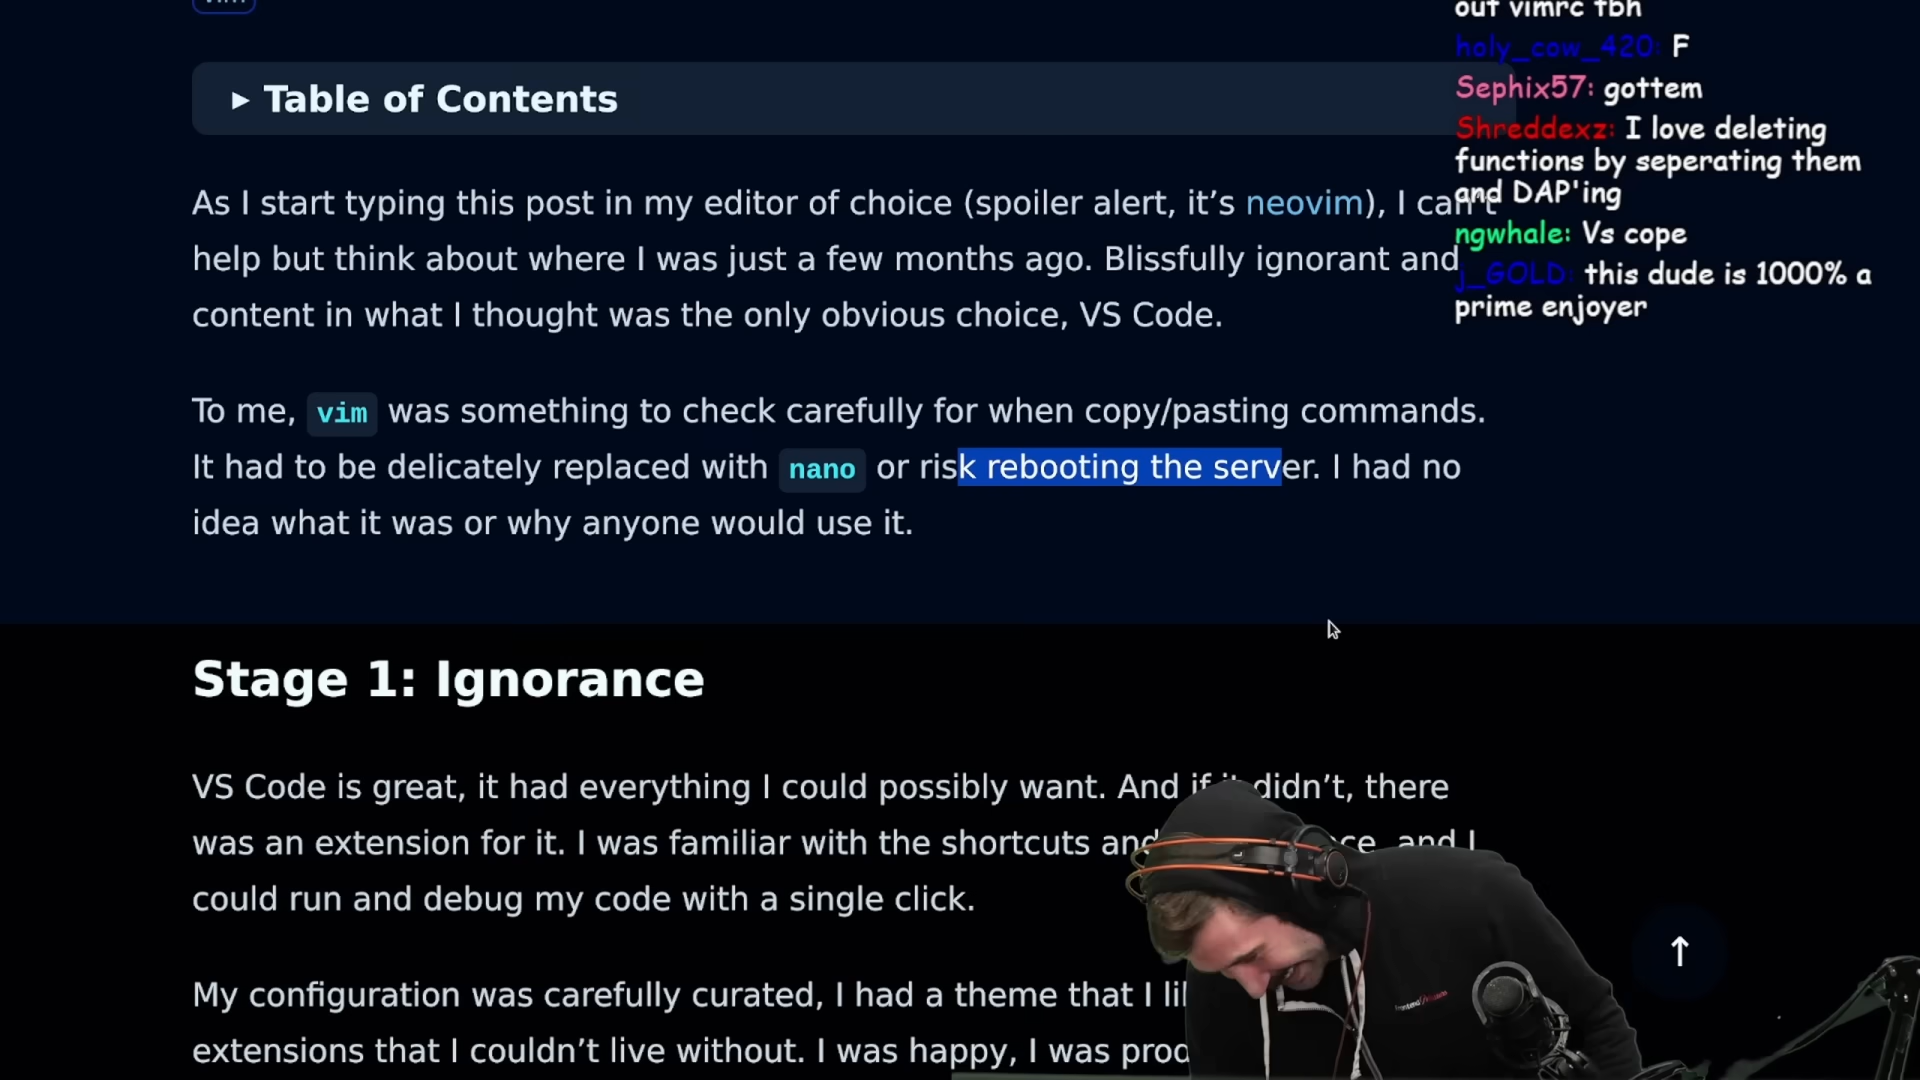 Table of Contents
As I start typing this post in my editor of choice (spoiler alert, it’s neovim), I can’t
help but think about where I was just a few months ago. Blissfully ignorant and
content in what I thought was the only obvious choice, VS Code.
To me, vim was something to check carefully for when copy/pasting commands.
It had to be delicately replaced with nano or risk rebooting the server. I had no
idea what it was or why anyone would use it.
Stage 1: Ignorance
VS Code is great, it had everything I could possibly want. And if it didn’t, there
was an extension for it. I was familiar with the shortcuts and I
could run and debug my code with a single click.
My configuration was carefully curated, I had a theme that I
extensions that I couldn’t live without. I was happy, I was
out vimrc tbh
holy_cow_420: F
Sephix57: gottem
Shreddexz: I love deleting
functions by seperating them
and DAP'ing
ngwhale: Vs cope
j_GOLD: this dude is 1000% a
prime enjoyer